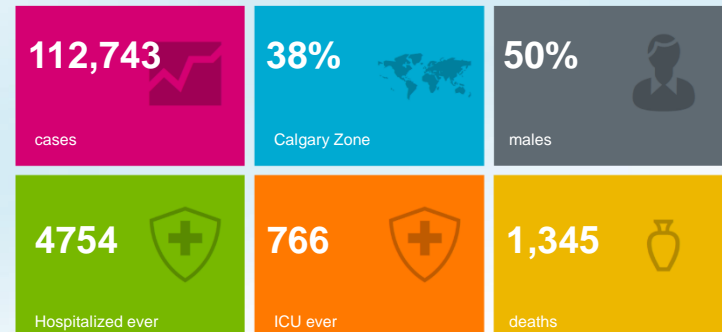 112,743
cases
38%
Calgary Zone
50%
males
4754
Hospitalized ever
766
ICU ever
1,345
deaths